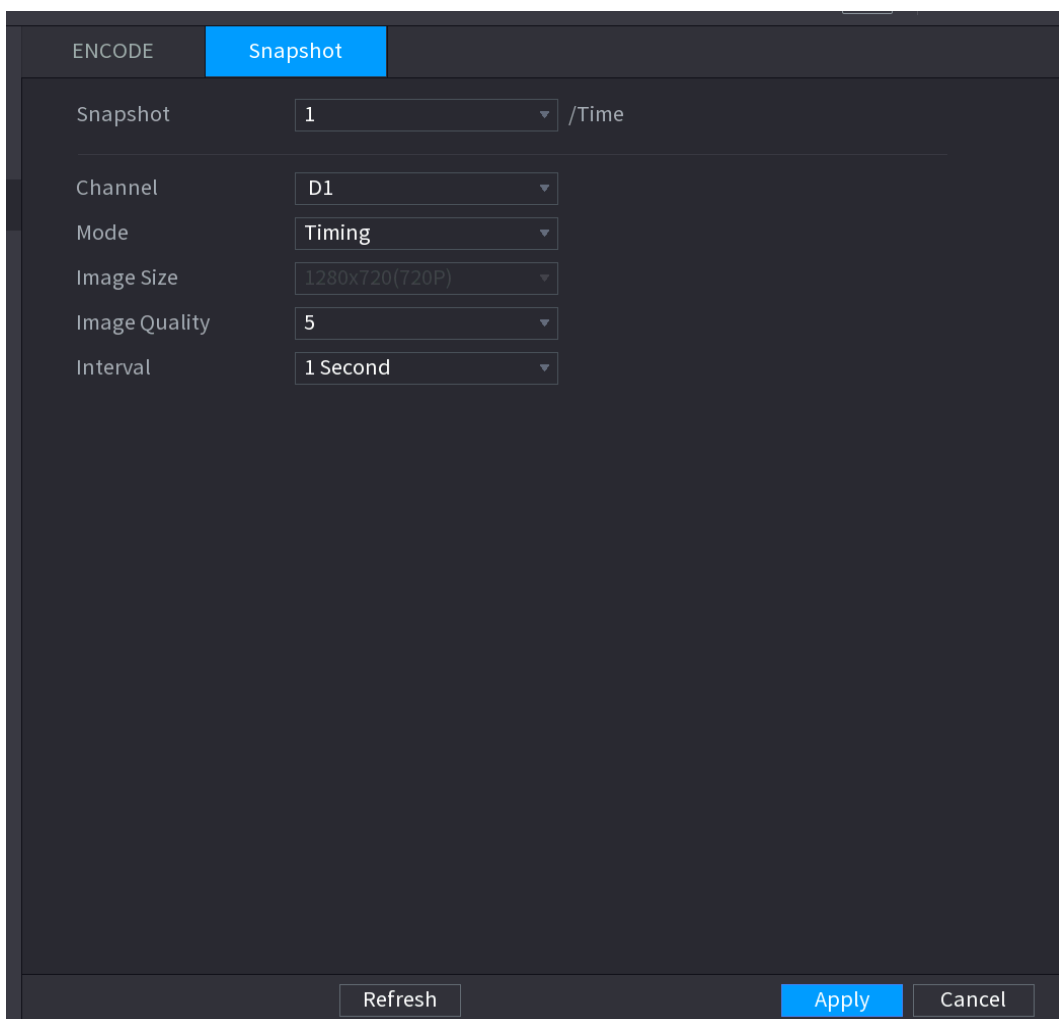 ENCODE Snapshot
Snapshot 1 /Time
Channel D1
Mode Timing
Image Size 1280x720(720P)
Image Quality 5
Interval 1 Second
Refresh Apply Cancel